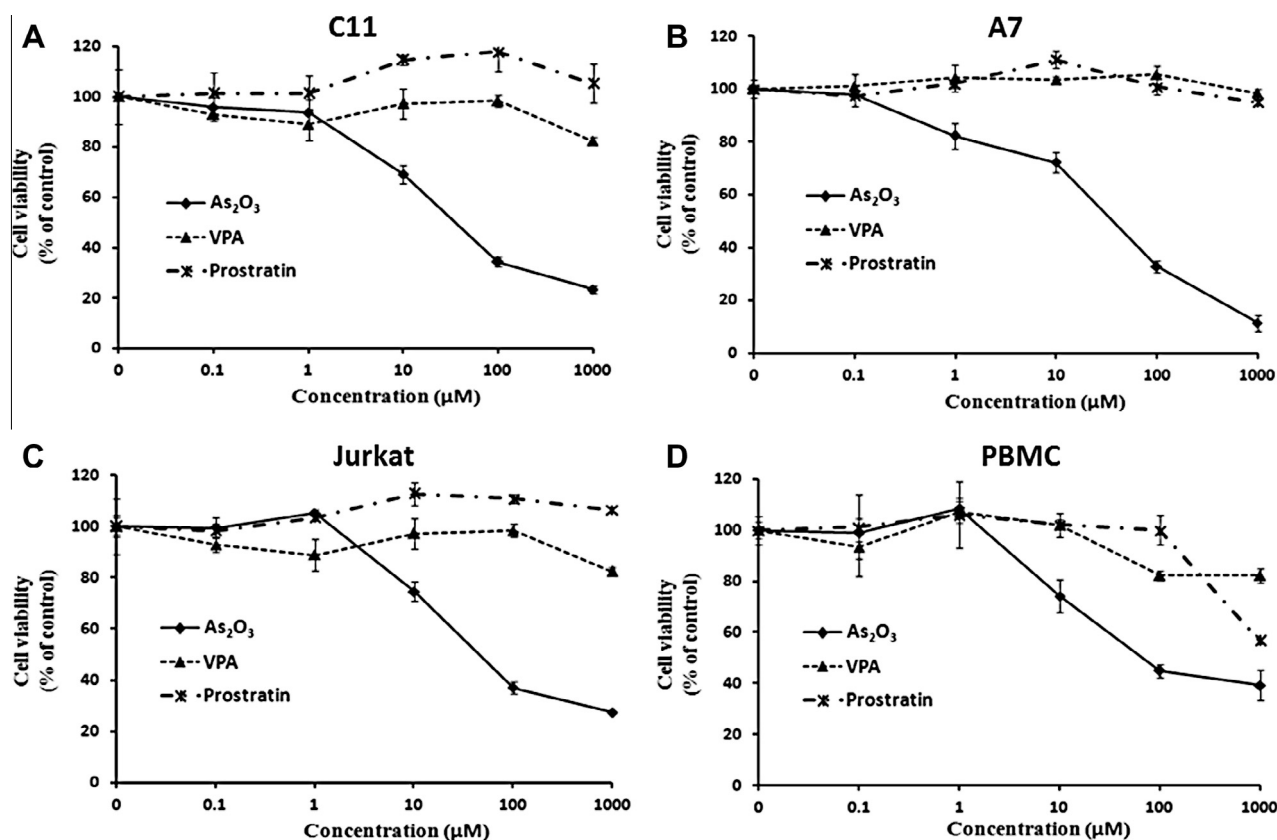 A
C11
120
100
80
60
40
20
0
Cell viability
(% of control)
As₂O₃
VPA
Prostratin
0 0.1 1 10 100 1000
Concentration (µM)
B
A7
120
100
80
60
40
20
0
Cell viability
(% of control)
As₂O₃
VPA
Prostratin
0 0.1 1 10 100 1000
Concentration (µM)
C
Jurkat
120
100
80
60
40
20
0
Cell viability
(% of control)
As₂O₃
VPA
Prostratin
0 0.1 1 10 100 1000
Concentration (µM)
D
PBMC
120
100
80
60
40
20
0
Cell viability
(% of control)
As₂O₃
VPA
Prostratin
0 0.1 1 10 100 1000
Concentration (µM)